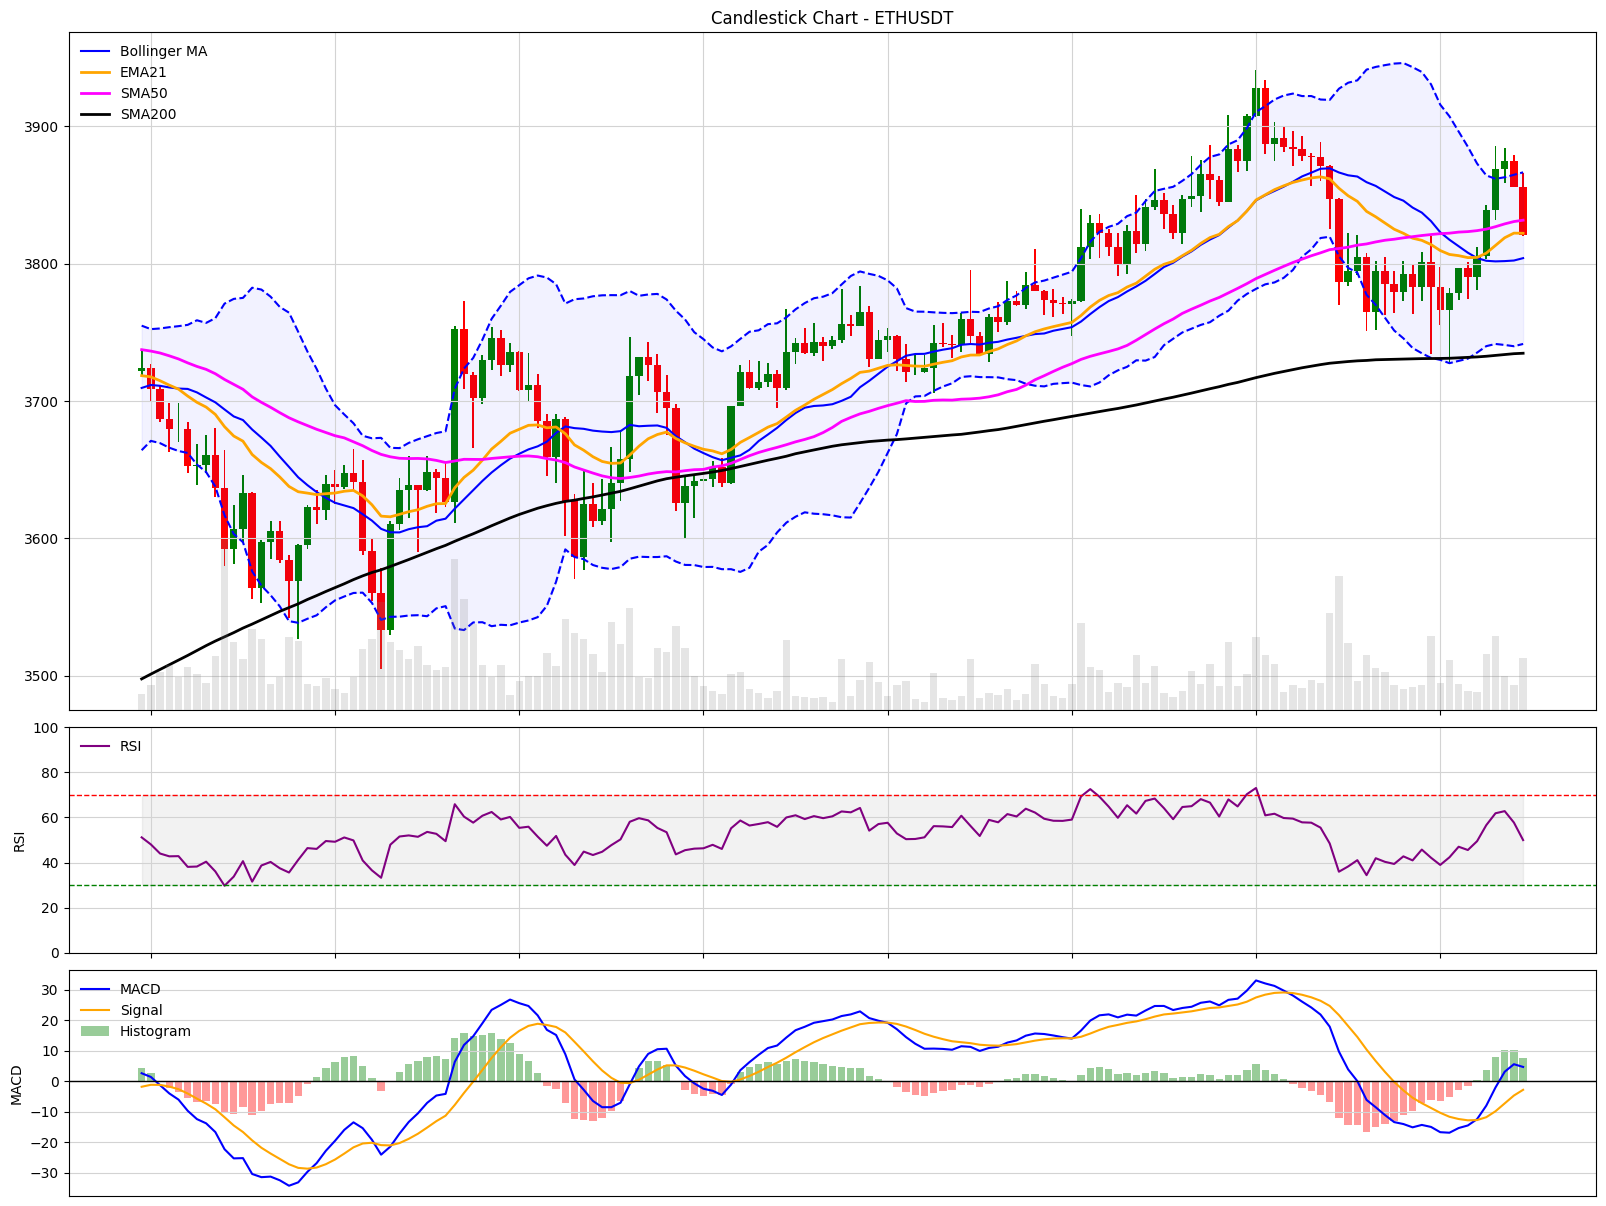 Candlestick Chart - ETHUSDT
Bollinger MA
EMA21
SMA50
SMA200
3900
3800
3700
3600
3500
100
80
60
40
20
0
RSI
RSI
30
20
10
0
−10
−20
−30
MACD
MACD
Signal
Histogram